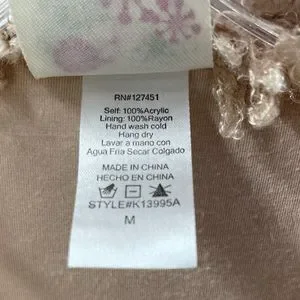 RN#127451
Self: 100%Acrylic
Lining: 100%Rayon
Hand wash cold
Hang dry
Lavar a mano con
Agua Fria Secar Colgado
MADE IN CHINA
HECHO EN CHINA
STYLE#K13995A
M